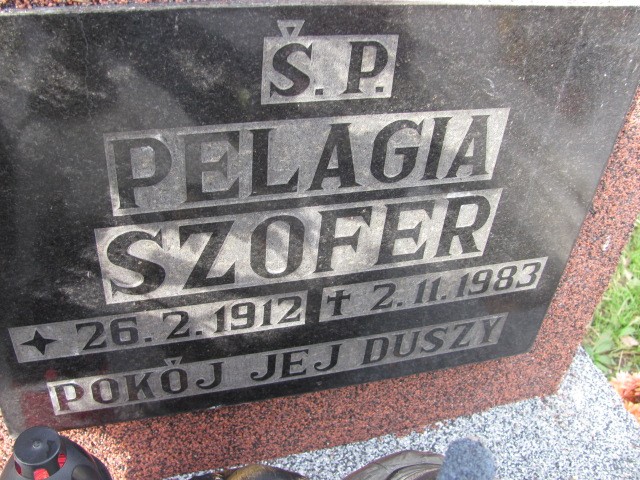 Ś. P.
PELAGIA
SZOFER
✦ 26.2.1912 ✝ 2.11.1983
POKÓJ JEJ DUSZY